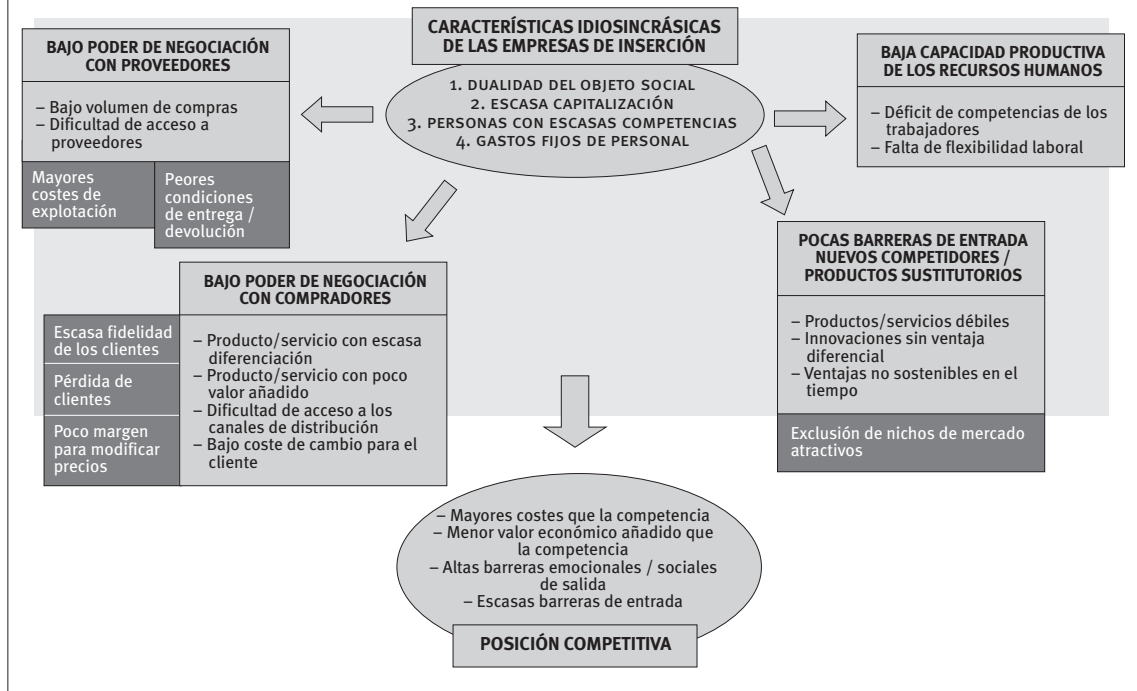 CARACTERÍSTICAS IDIOSINCRÁSICAS
DE LAS EMPRESAS DE INSERCIÓN
1. DUALIDAD DEL OBJETO SOCIAL
2. ESCASA CAPITALIZACIÓN
3. PERSONAS CON ESCASAS COMPETENCIAS
4. GASTOS FIJOS DE PERSONAL
BAJO PODER DE NEGOCIACIÓN
CON PROVEEDORES
– Bajo volumen de compras
– Dificultad de acceso a
proveedores
Mayores
costes de
explotación
Peores
condiciones
de entrega /
devolución
BAJA CAPACIDAD PRODUCTIVA
DE LOS RECURSOS HUMANOS
– Déficit de competencias de los
trabajadores
– Falta de flexibilidad laboral
BAJO PODER DE NEGOCIACIÓN
CON COMPRADORES
Escasa fidelidad
de los clientes
Pérdida de
clientes
Poco margen
para modificar
precios
– Producto/servicio con escasa
diferenciación
– Producto/servicio con poco
valor añadido
– Dificultad de acceso a los
canales de distribución
– Bajo coste de cambio para el
cliente
POCAS BARRERAS DE ENTRADA
NUEVOS COMPETIDORES /
PRODUCTOS SUSTITUTORIOS
– Productos/servicios débiles
– Innovaciones sin ventaja
diferencial
– Ventajas no sostenibles en el
tiempo
Exclusión de nichos de mercado
atractivos
– Mayores costes que la competencia
– Menor valor económico añadido que
la competencia
– Altas barreras emocionales / sociales
de salida
– Escasas barreras de entrada
POSICIÓN COMPETITIVA